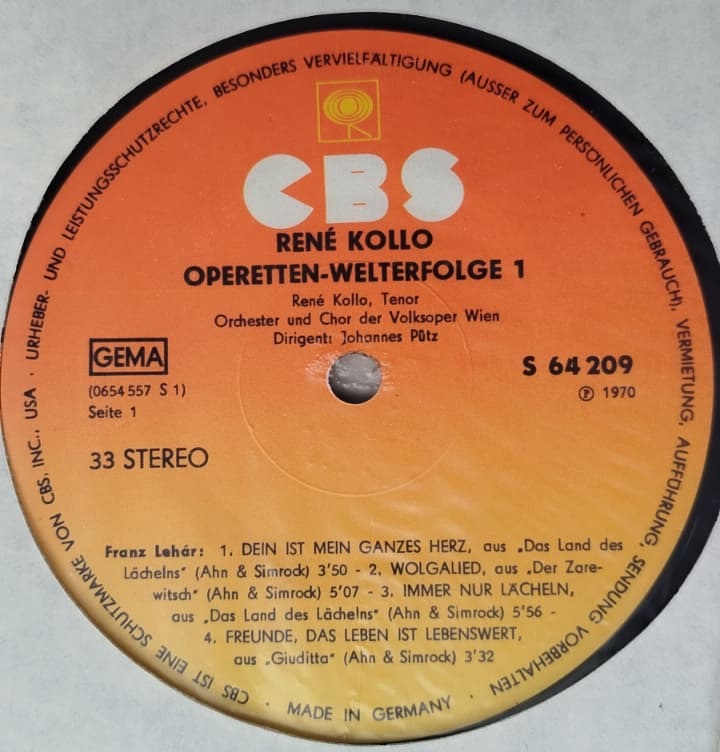 URHEBER- UND LEISTUNGSSCHUTZRECHTE, BESONDERS VERVIELFÄLTIGUNG (AUSSER ZUM PERSÖNLICHEN GEBRAUCH), VERMIETUNG, AUFFÜHRUNG, SENDUNG VORBEHALTEN
CBS
RENÉ KOLLO
OPERETTEN-WELTERFOLGE 1
René Kollo, Tenor
Orchester und Chor der Volksoper Wien
Dirigent: Johannes Pütz
GEMA
(0654 557 S 1)
Seite 1
S 64 209
℗ 1970
33 STEREO
Franz Lehár: 1. DEIN IST MEIN GANZES HERZ, aus „Das Land des
Lächelns" (Ahn & Simrock) 3'50 - 2. WOLGALIED, aus „Der Zare-
witsch" (Ahn & Simrock) 5'07 - 3. IMMER NUR LÄCHELN,
aus „Das Land des Lächelns" (Ahn & Simrock) 5'56 -
4. FREUNDE, DAS LEBEN IST LEBENSWERT,
aus „Giuditta" (Ahn & Simrock) 3'32
· CBS IST EINE SCHUTZMARKE VON CBS, INC., USA ·
· MADE IN GERMANY ·